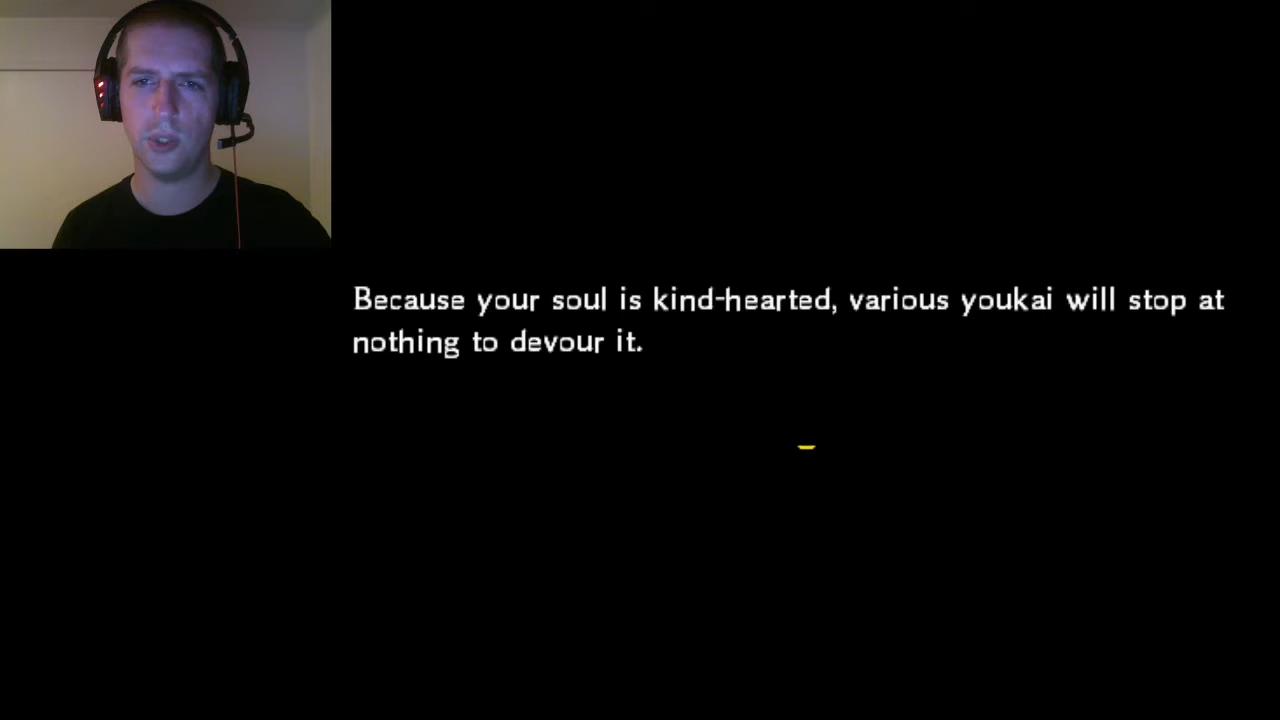 Because your soul is kind-hearted, various youkai will stop at
nothing to devour it.